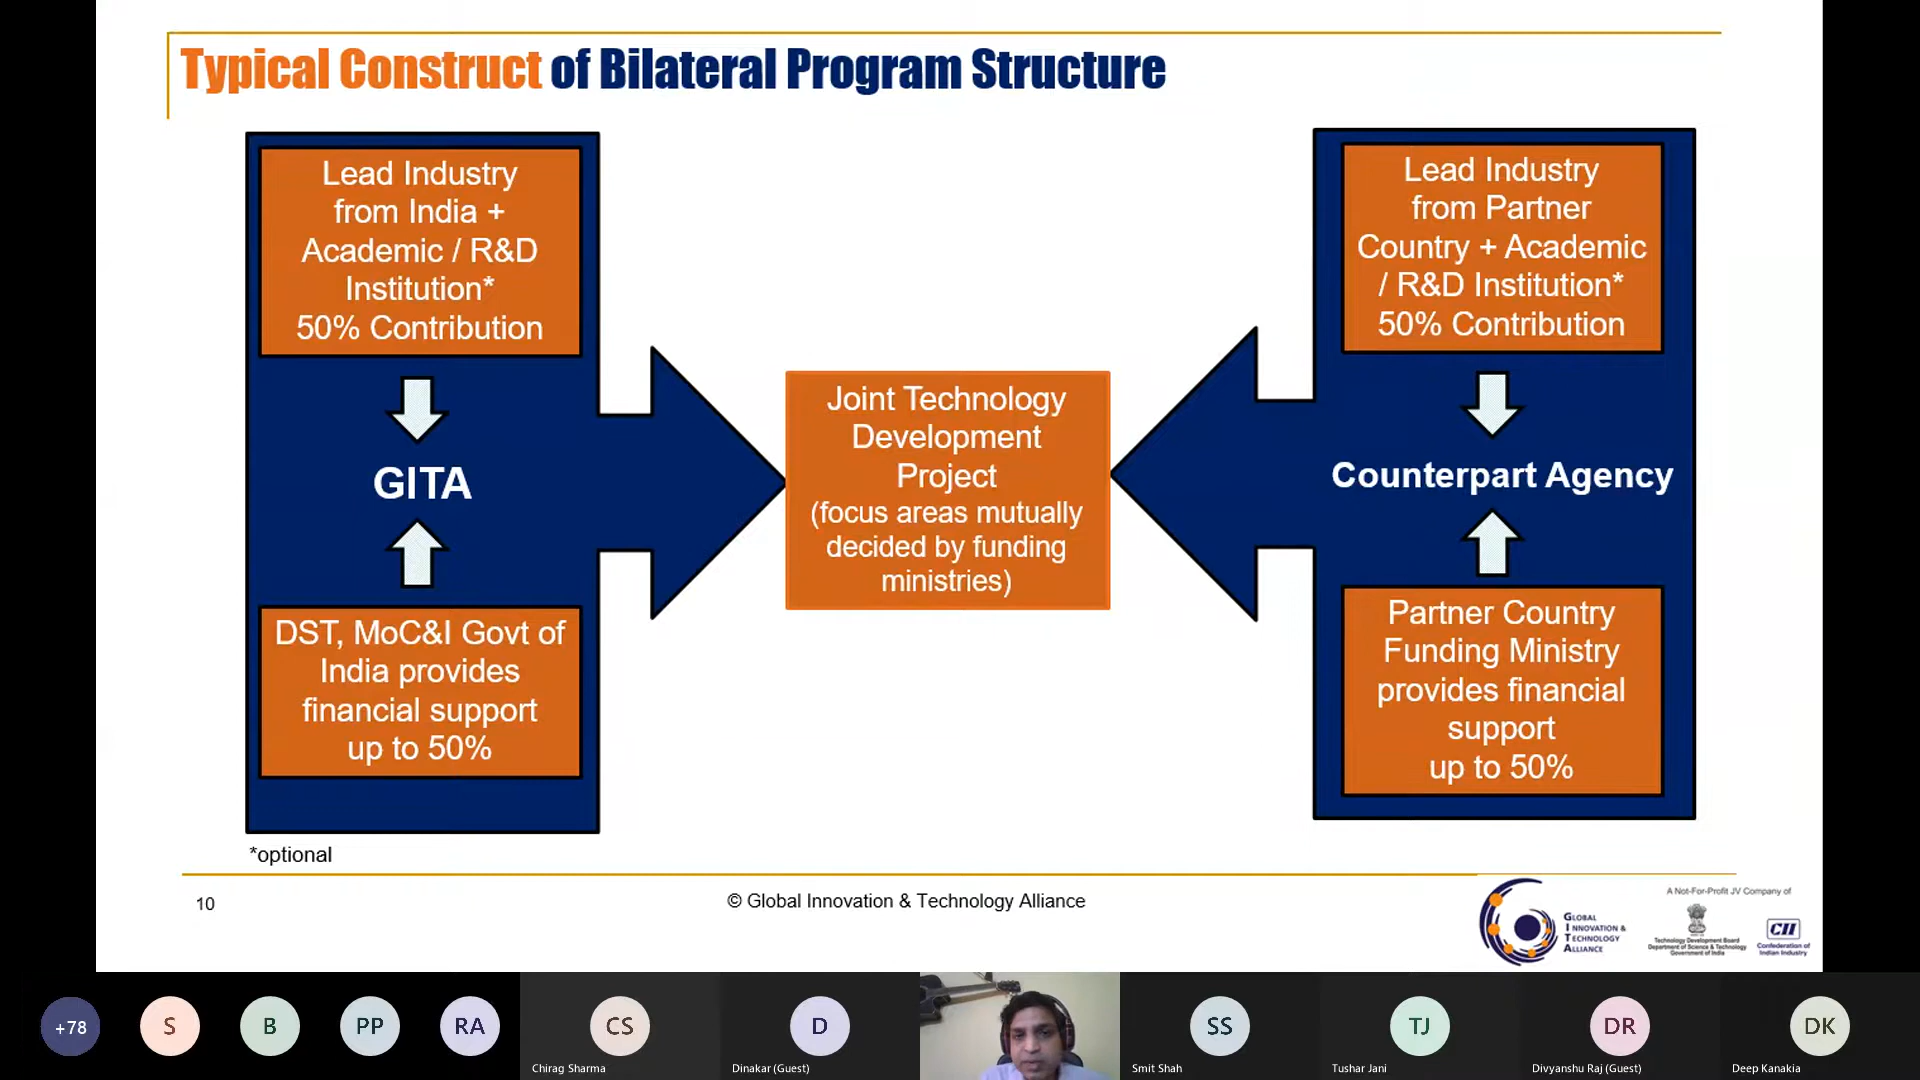 Typical Construct of Bilateral Program Structure
Lead Industry
from India +
Academic / R&D
Institution*
50% Contribution
GITA
DST, MoC&I Govt of
India provides
financial support
up to 50%
Joint Technology
Development
Project
(focus areas mutually
decided by funding
ministries)
Lead Industry
from Partner
Country + Academic
/ R&D Institution*
50% Contribution
Counterpart Agency
Partner Country
Funding Ministry
provides financial
support
up to 50%
*optional
10
© Global Innovation & Technology Alliance
GLOBAL
INNOVATION &
TECHNOLOGY
ALLIANCE
A Not-For-Profit JV Company of
Technology Development Board
Department of Science & Technology
Government of India
CII
Confederation of
Indian Industry
+78
S
B
PP
RA
CS
Chirag Sharma
D
Dinakar (Guest)
SS
Smit Shah
TJ
Tushar Jani
DR
Divyanshu Raj (Guest)
DK
Deep Kanakia